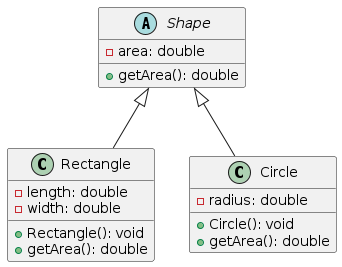 A Shape
area: double
getArea(): double
C Rectangle
length: double
width: double
Rectangle(): void
getArea(): double
C Circle
radius: double
Circle(): void
getArea(): double